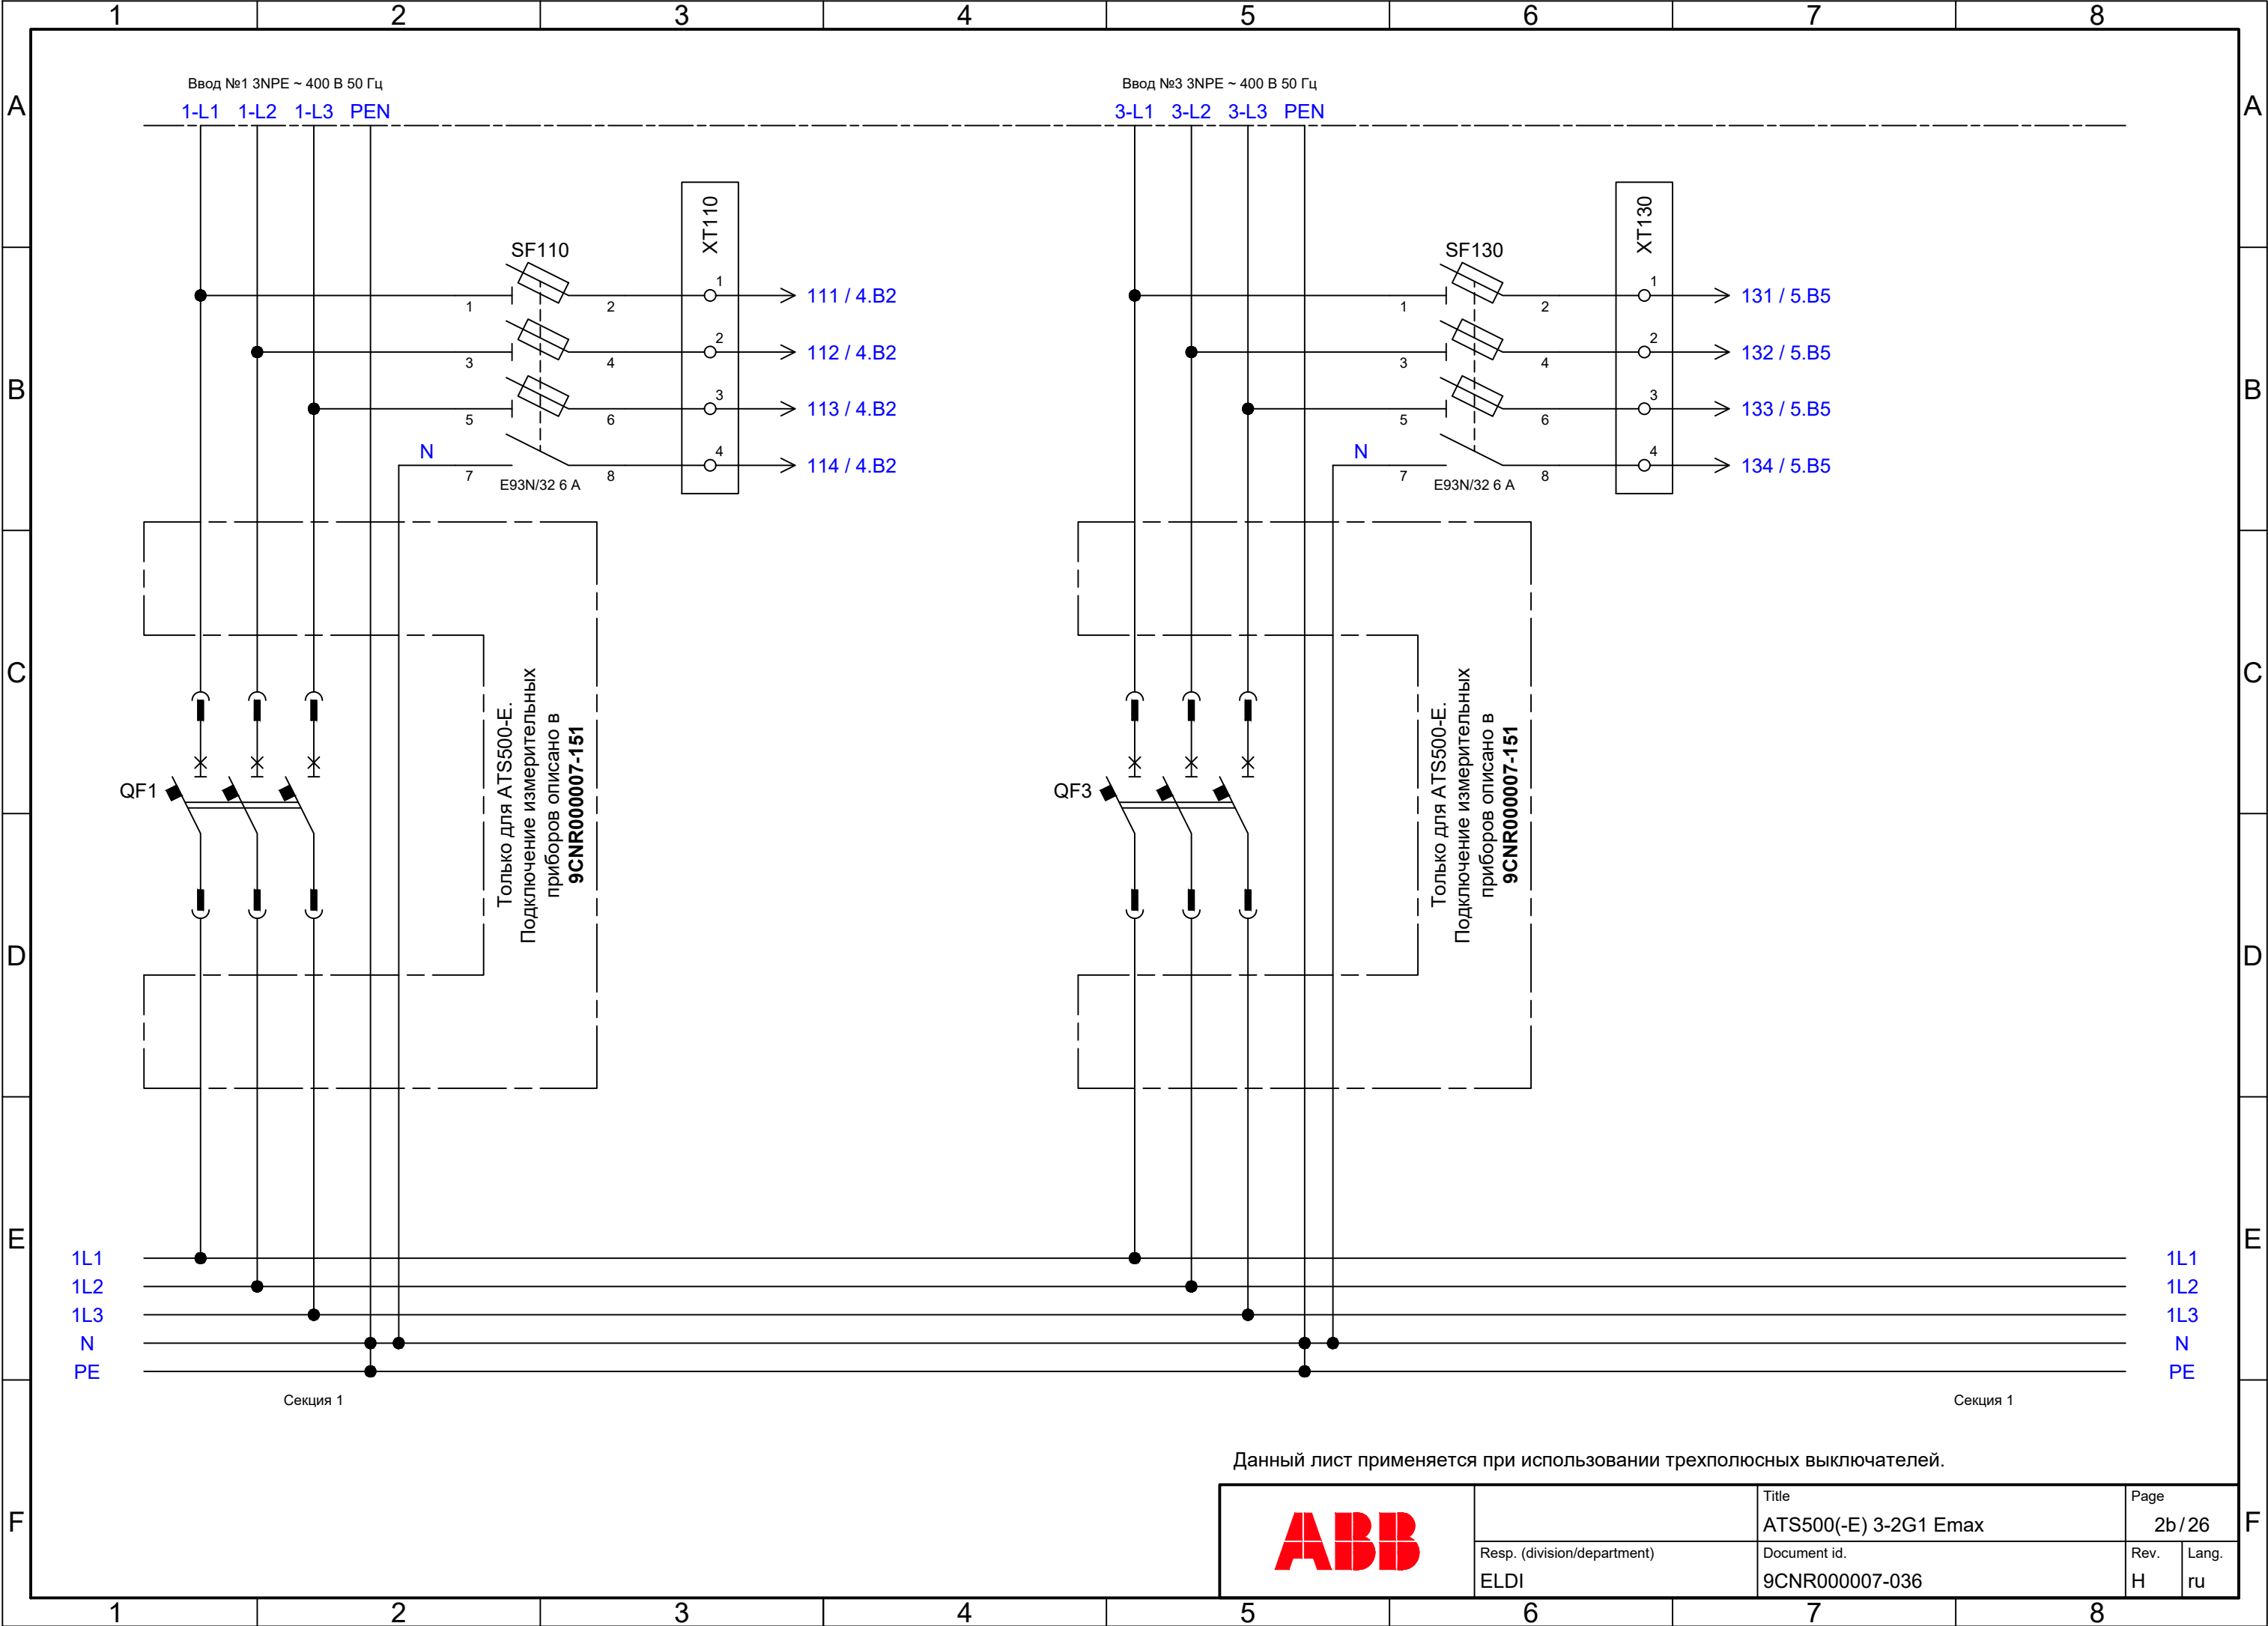 1 2 3 4 5 6 7 8
A A
Ввод №1 3NPE ~ 400 В 50 Гц
1-L1 1-L2 1-L3 PEN
Ввод №3 3NPE ~ 400 В 50 Гц
3-L1 3-L2 3-L3 PEN
XT110
SF110
1 2 1 111 / 4.B2
3 4 2 112 / 4.B2
5 6 3 113 / 4.B2
N 7 8 4 114 / 4.B2
E93N/32 6 A
XT130
SF130
1 2 1 131 / 5.B5
3 4 2 132 / 5.B5
5 6 3 133 / 5.B5
N 7 8 4 134 / 5.B5
E93N/32 6 A
B B
C C
QF1
Только для ATS500-E.
Подключение измерительных
приборов описано в
9CNR000007-151
QF3
Только для ATS500-E.
Подключение измерительных
приборов описано в
9CNR000007-151
D D
E E
1L1 1L1
1L2 1L2
1L3 1L3
N N
PE PE
Секция 1 Секция 1
Данный лист применяется при использовании трехполюсных выключателей.
F F
ABB
Title
ATS500(-E) 3-2G1 Emax
Page
2b/26
Resp. (division/department)
ELDI
Document id.
9CNR000007-036
Rev.
H
Lang.
ru
1 2 3 4 5 6 7 8